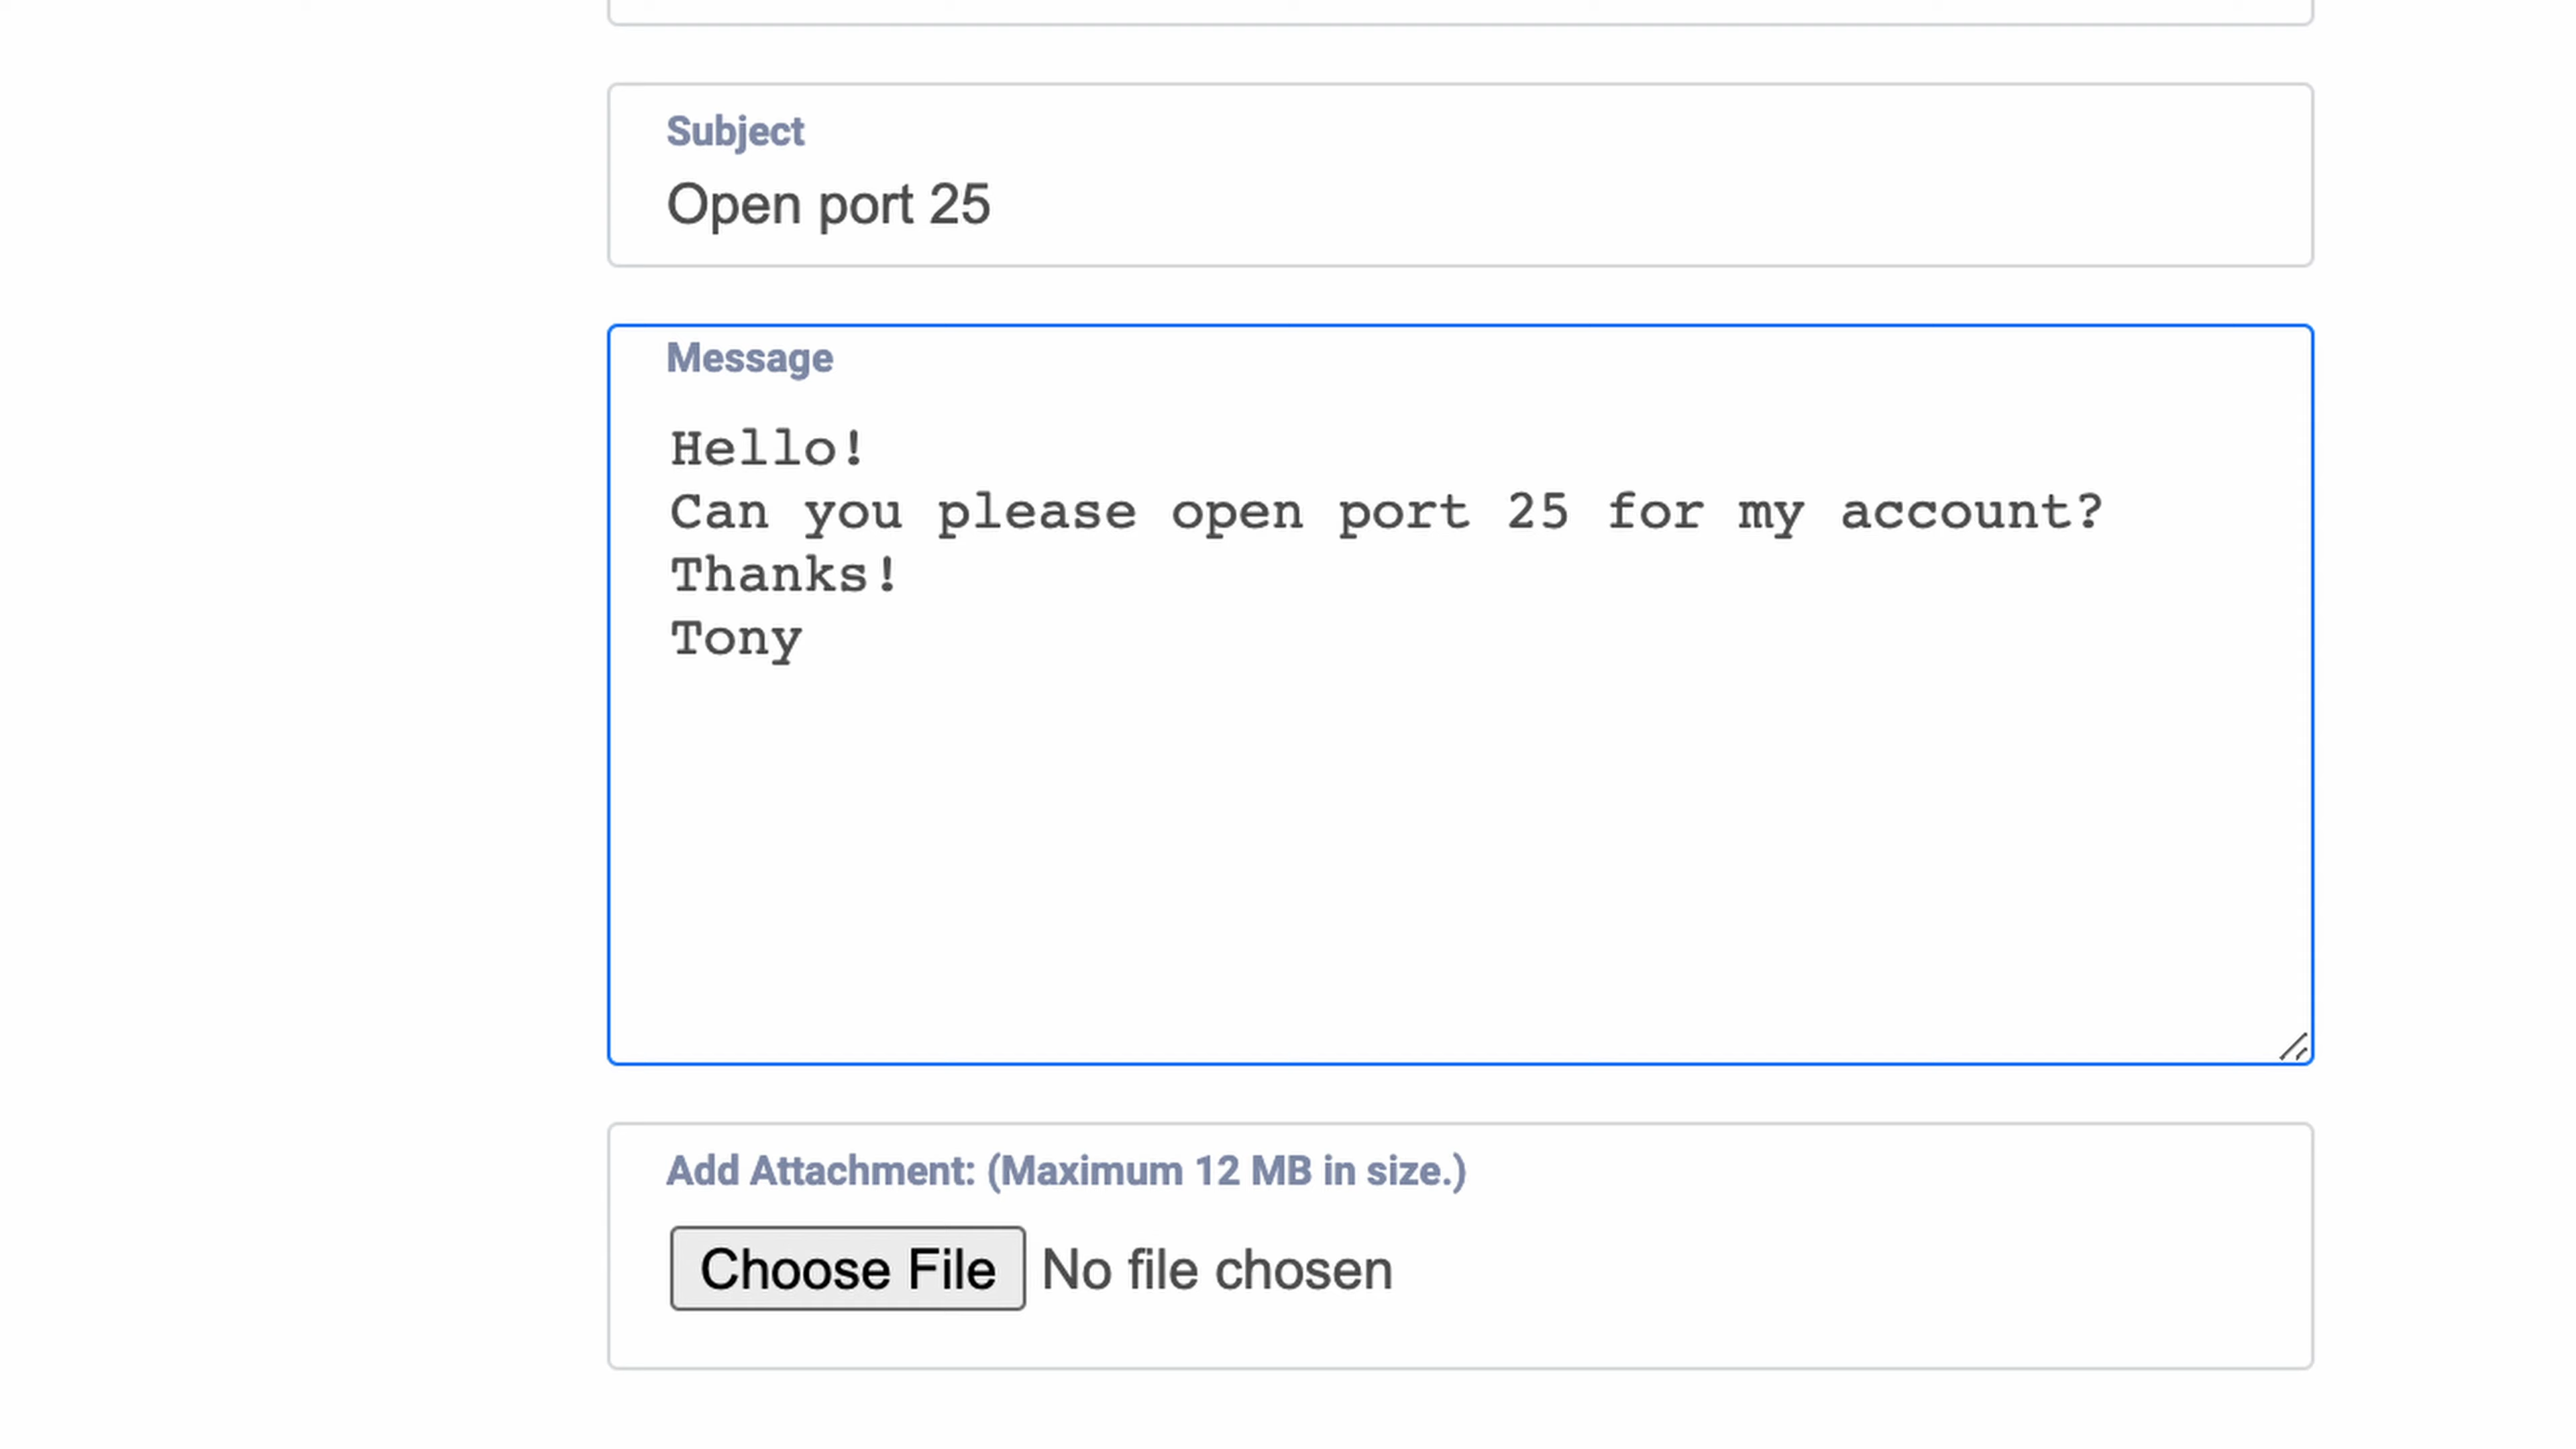 Subject
Open port 25
Message
Hello!
Can you please open port 25 for my account?
Thanks!
Tony
Add Attachment: (Maximum 12 MB in size.)
Choose File No file chosen